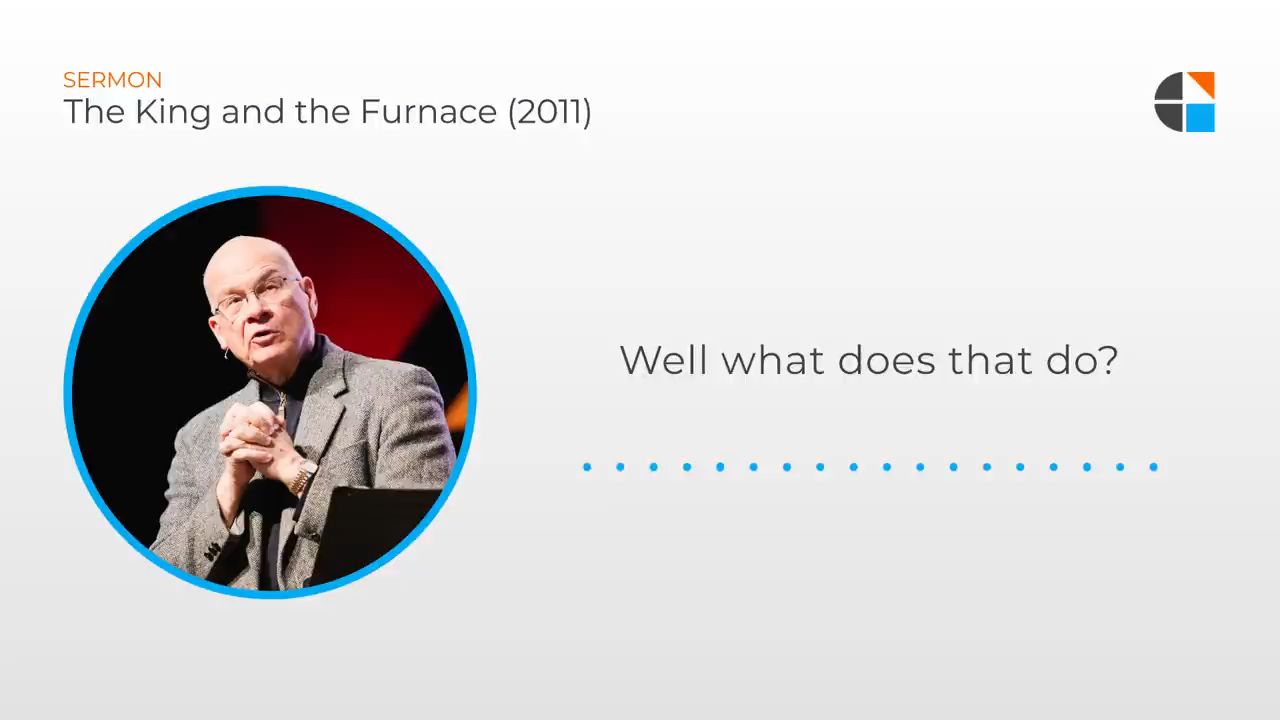 SERMON
The King and the Furnace (2011)
Well what does that do?